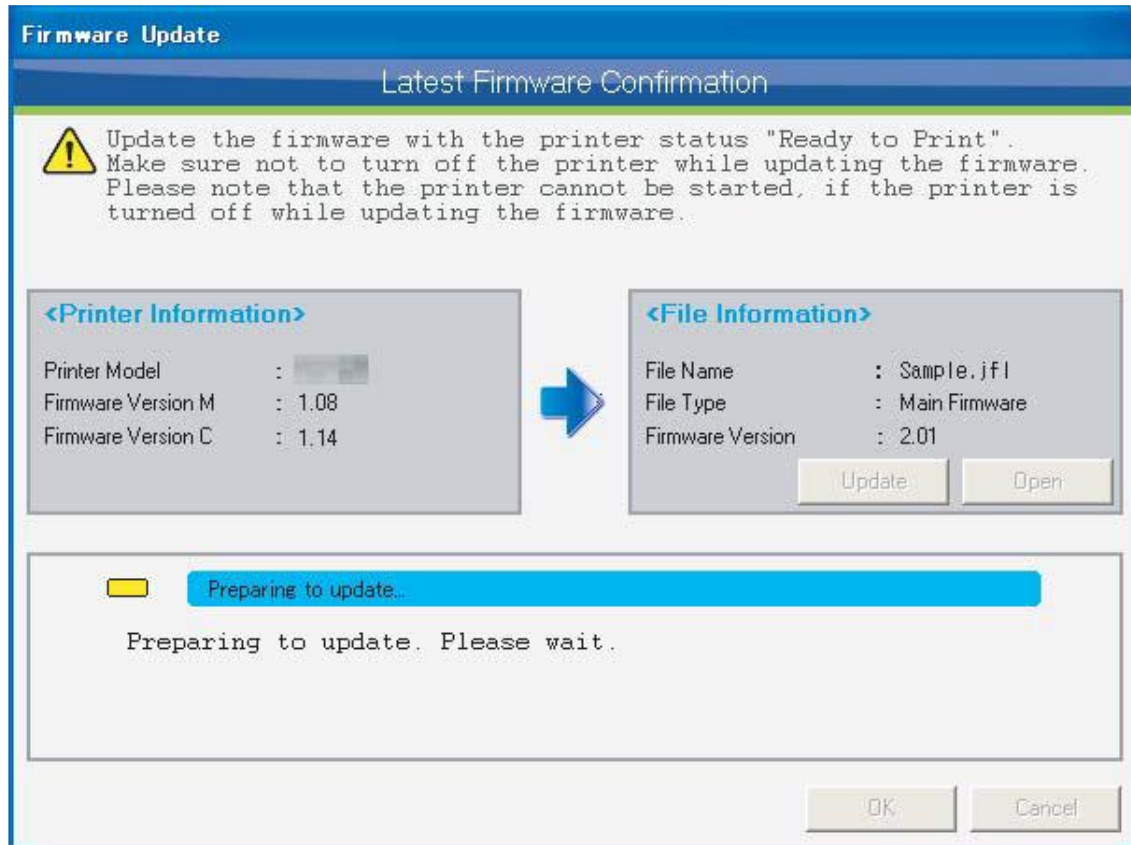 Firmware Update
Latest Firmware Confirmation
Update the firmware with the printer status "Ready to Print".
Make sure not to turn off the printer while updating the firmware.
Please note that the printer cannot be started, if the printer is
turned off while updating the firmware.
<Printer Information>
Printer Model :
Firmware Version M : 1.08
Firmware Version C : 1.14
<File Information>
File Name : Sample.jfl
File Type : Main Firmware
Firmware Version : 2.01
Update Open
Preparing to update...
Preparing to update. Please wait.
OK Cancel